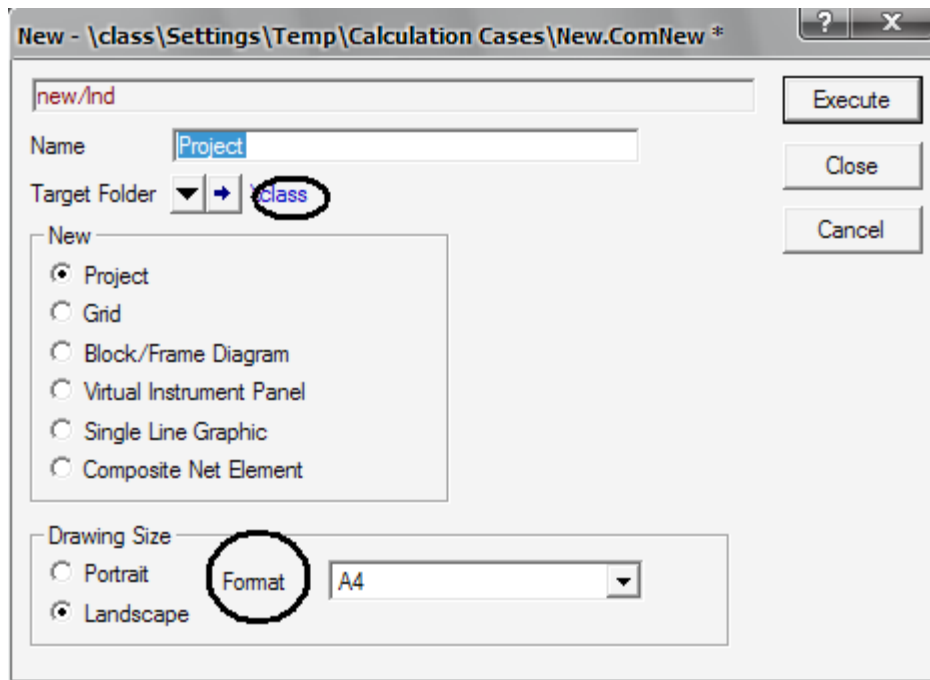 New - \class\Settings\Temp\Calculation Cases\New.ComNew *
new/lnd
Execute
Name Project
Close
Target Folder \class
Cancel
New
Project
Grid
Block/Frame Diagram
Virtual Instrument Panel
Single Line Graphic
Composite Net Element
Drawing Size
Portrait
Format A4
Landscape